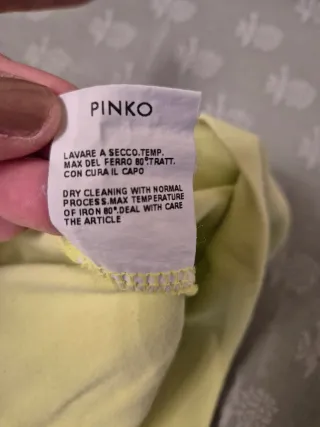 PINKO
LAVARE A SECCO.TEMP.
MAX DEL FERRO 80°.TRATT.
CON CURA IL CAPO
DRY CLEANING WITH NORMAL
PROCESS.MAX TEMPERATURE
OF IRON 80°.DEAL WITH CARE
THE ARTICLE